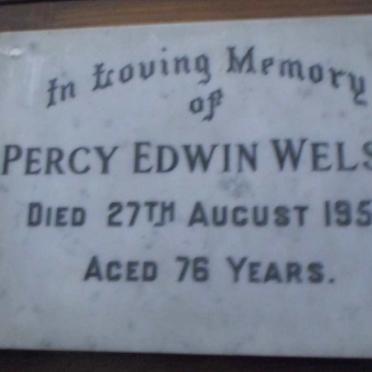 In Loving Memory
of
PERCY EDWIN WELS
DIED 27TH AUGUST 195
AGED 76 YEARS.